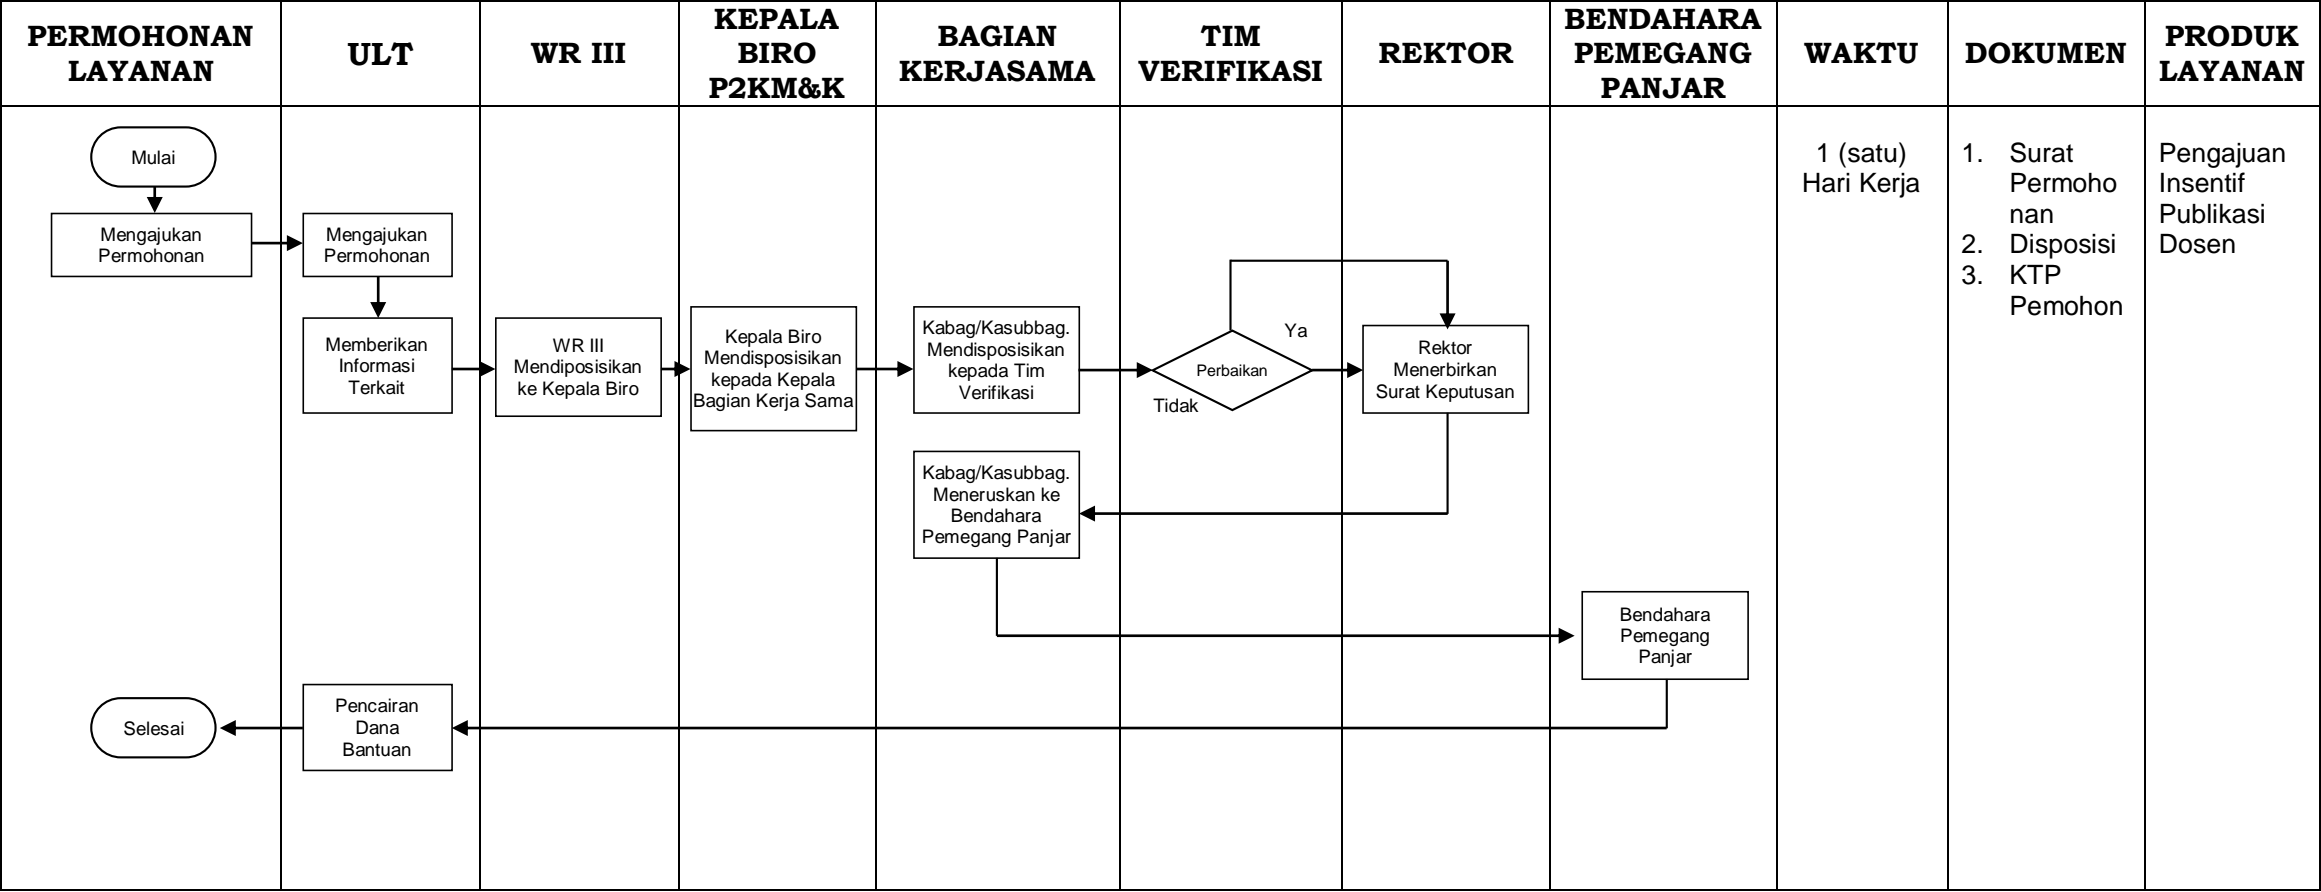 PERMOHONAN
LAYANAN
ULT
WR III
KEPALA
BIRO
P2KM&K
BAGIAN
KERJASAMA
TIM
VERIFIKASI
REKTOR
BENDAHARA
PEMEGANG
PANJAR
WAKTU
DOKUMEN
PRODUK
LAYANAN
Mulai
Mengajukan
Permohonan
Mengajukan
Permohonan
Memberikan
Informasi
Terkait
WR III
Mendiposisikan
ke Kepala Biro
Kepala Biro
Mendisposisikan
kepada Kepala
Bagian Kerja Sama
Kabag/Kasubbag.
Mendisposisikan
kepada Tim
Verifikasi
Perbaikan
Ya
Tidak
Rektor
Menerbirkan
Surat Keputusan
Kabag/Kasubbag.
Meneruskan ke
Bendahara
Pemegang Panjar
Bendahara
Pemegang
Panjar
Pencairan
Dana
Bantuan
Selesai
1 (satu)
Hari Kerja
1. Surat
Permoho
nan
2. Disposisi
3. KTP
Pemohon
Pengajuan
Insentif
Publikasi
Dosen